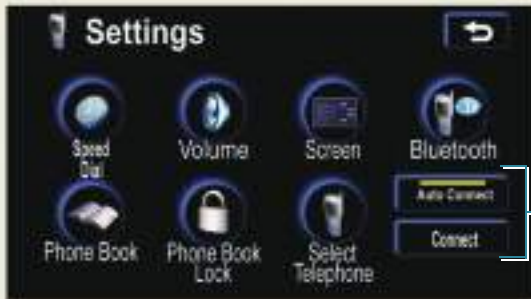 Settings
Speed
Dial
Volume
Screen
Bluetooth
Auto Connect
Connect
Phone Book
Phone Book
Lock
Select
Telephone